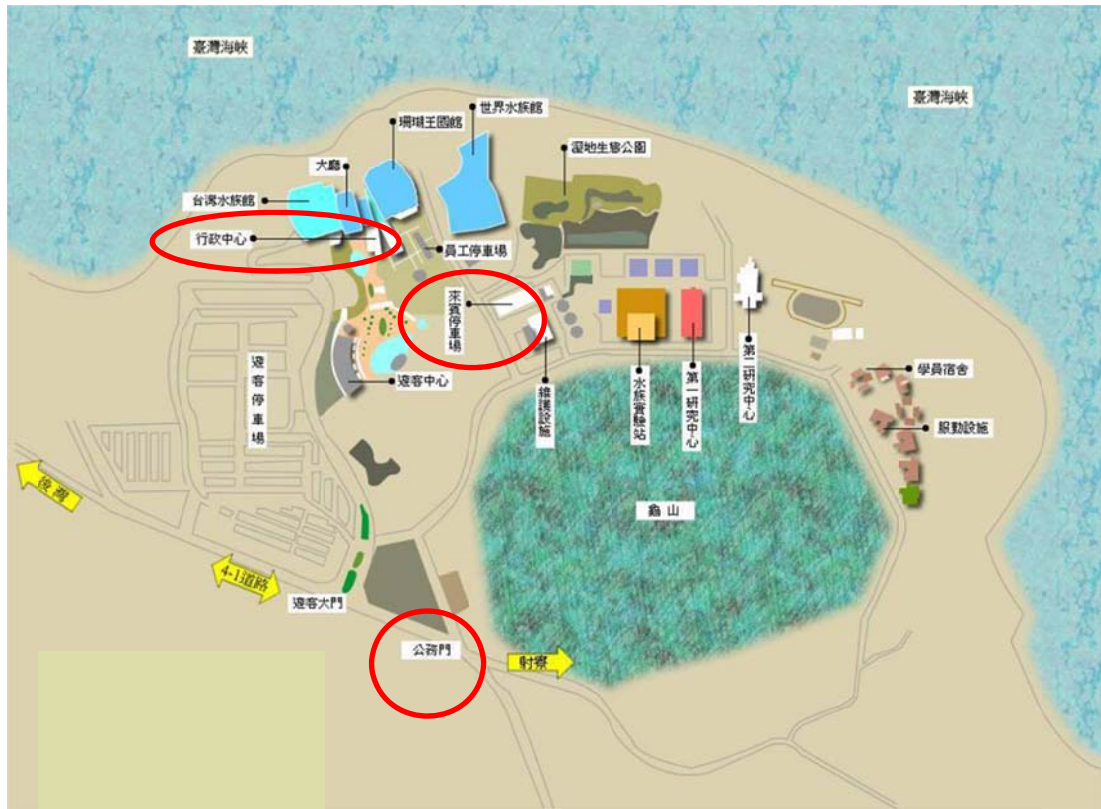 臺灣海峽
臺灣海峽
世界水族館
珊瑚王國館
大廳
濕地生態公園
台灣水族館
行政中心
員工停車場
來賓停車場
遊客停車場
遊客中心
維護設施
水族實驗站
第一研究中心
第二研究中心
學員宿舍
服勤設施
後灣
龜山
4-1道路
遊客大門
公務門
射寮